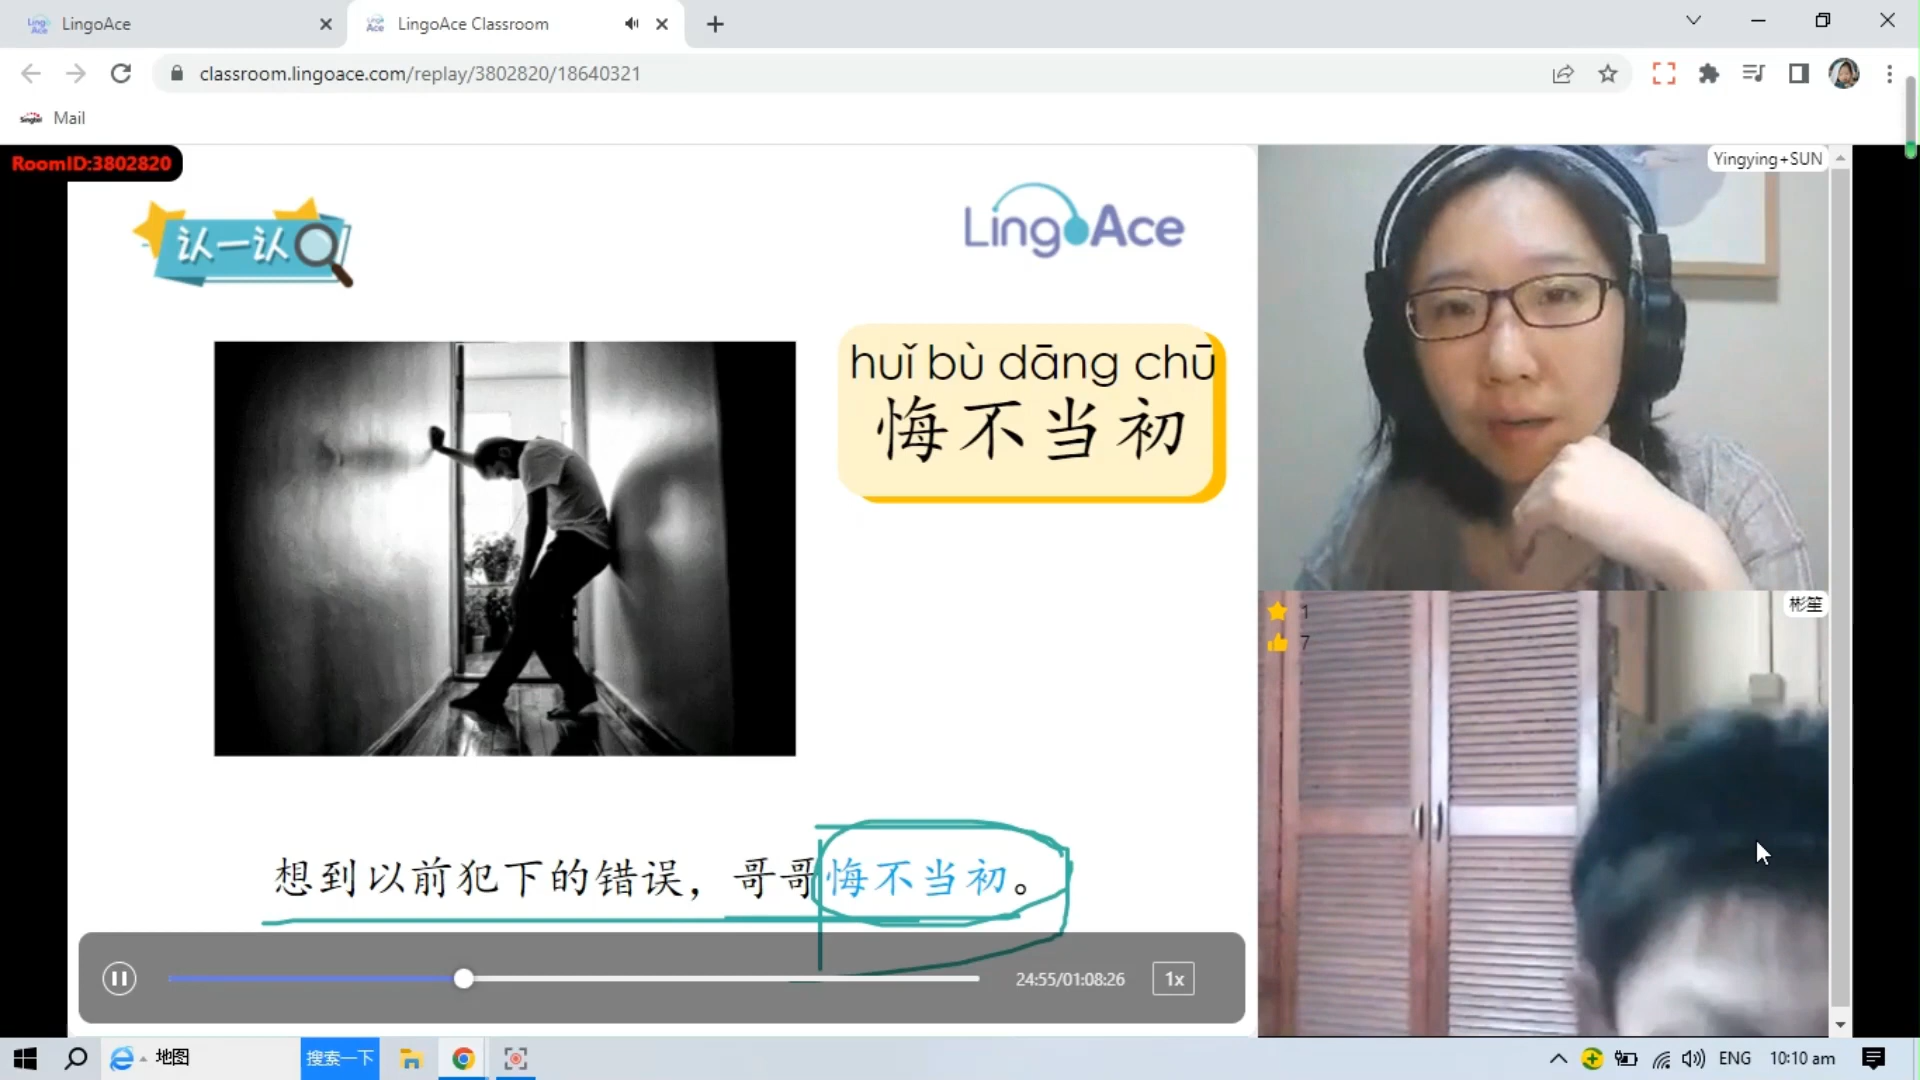 LingoAce
LingoAce Classroom
classroom.lingoace.com/replay/3802820/18640321
Singtel Mail
RoomID:3802820
认一认
LingoAce
huǐ bù dāng chū
悔不当初
想到以前犯下的错误，哥哥悔不当初。
24:55/01:08:26
1x
Yingying+SUN
1
彬笙
7
地图
搜索一下
ENG
10:10 am